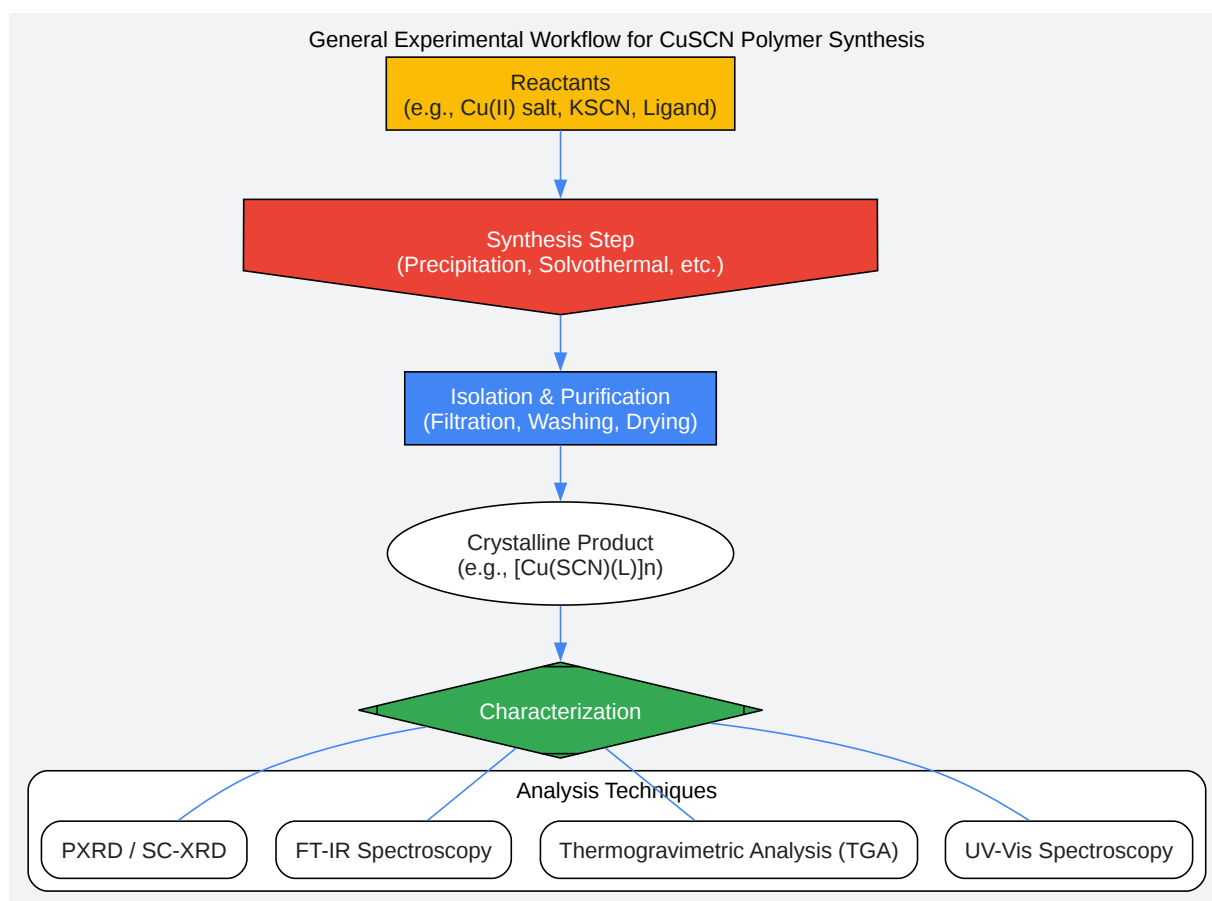 General Experimental Workflow for CuSCN Polymer Synthesis
Reactants
(e.g., Cu(II) salt, KSCN, Ligand)
Synthesis Step
(Precipitation, Solvothermal, etc.)
Isolation & Purification
(Filtration, Washing, Drying)
Crystalline Product
(e.g., [Cu(SCN)(L)]n)
Characterization
Analysis Techniques
PXRD / SC-XRD
FT-IR Spectroscopy
Thermogravimetric Analysis (TGA)
UV-Vis Spectroscopy